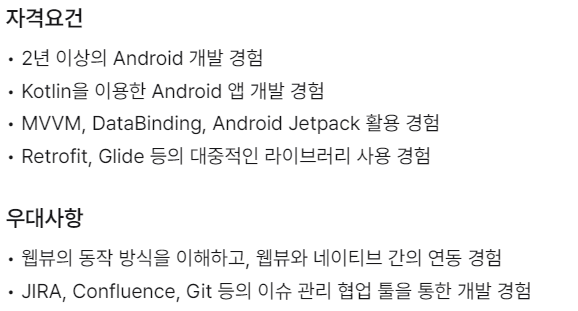 자격요건
• 2년 이상의 Android 개발 경험
• Kotlin을 이용한 Android 앱 개발 경험
• MVVM, DataBinding, Android Jetpack 활용 경험
• Retrofit, Glide 등의 대중적인 라이브러리 사용 경험
우대사항
• 웹뷰의 동작 방식을 이해하고, 웹뷰와 네이티브 간의 연동 경험
• JIRA, Confluence, Git 등의 이슈 관리 협업 툴을 통한 개발 경험